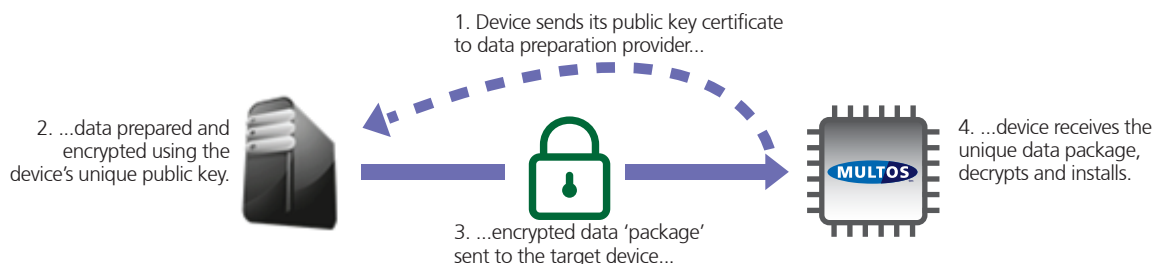 1. Device sends its public key certificate
to data preparation provider...
2. ...data prepared and
encrypted using the
device's unique public key.
3. ...encrypted data 'package'
sent to the target device...
MULTOS
4. ...device receives the
unique data package,
decrypts and installs.